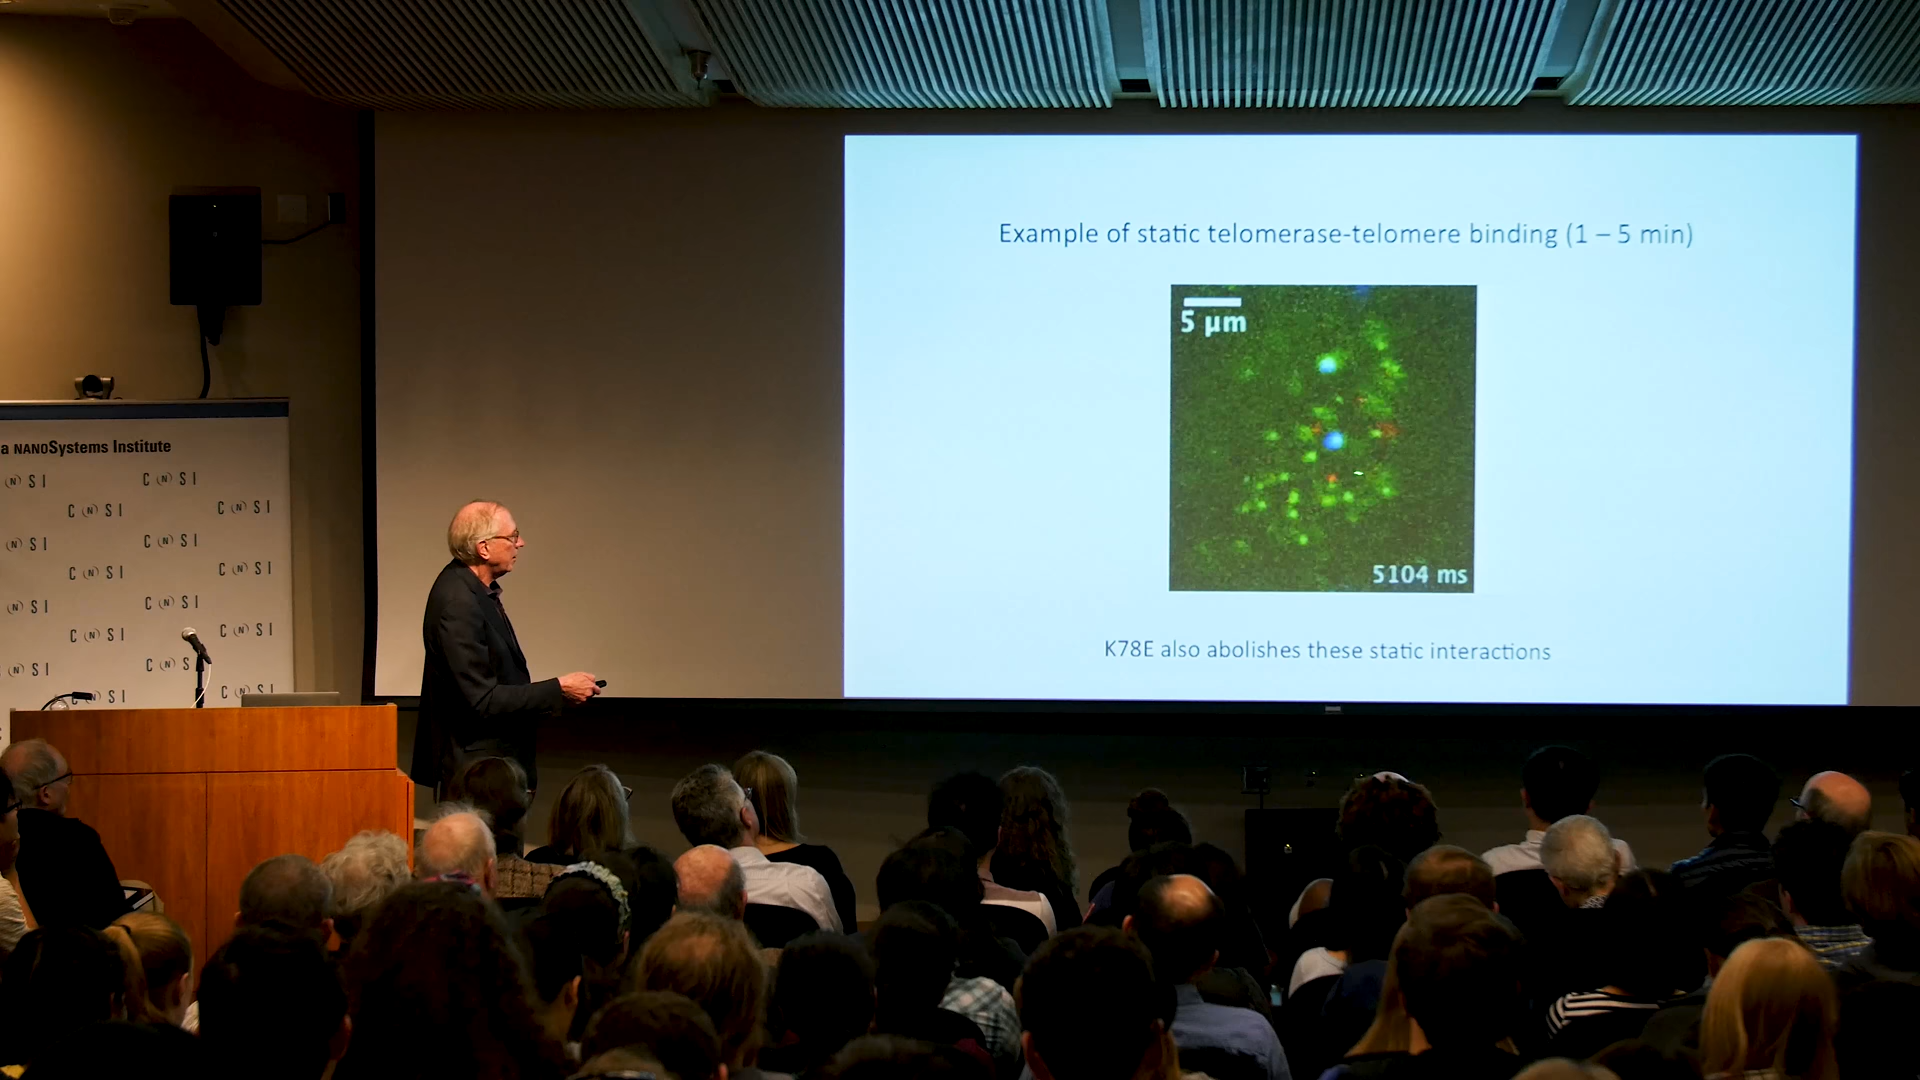 Example of static telomerase-telomere binding (1 – 5 min)
5 µm
5104 ms
K78E also abolishes these static interactions
a NANOSystems Institute
(N) S I
C (N) S I
C (N) S I
C (N) S I
(N) S I
C (N) S I
C (N) S I
C (N) S I
(N) S I
C (N) S I
C (N) S I
C (N) S I
(N) S I
C (N) S
C (N) S I
(N) S I